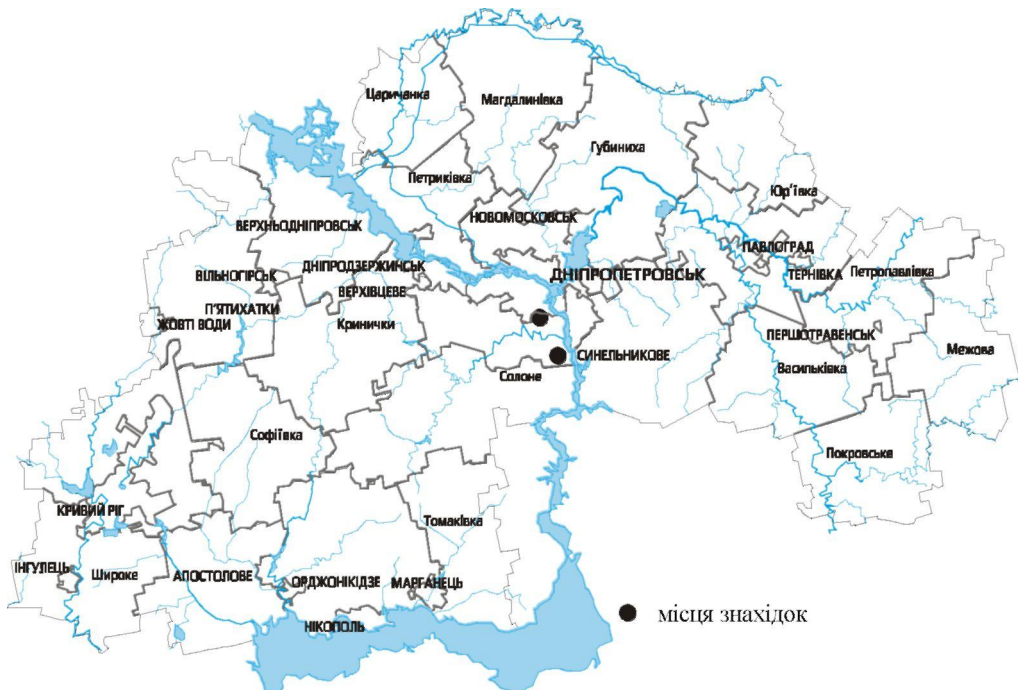 Царичанка
Магдалинівка
Губиниха
Петриківка
Юр'ївка
НОВОМОСКОВСЬК
ВЕРХНЬОДНІПРОВСЬК
ПАВЛОГРАД
ДНІПРОДЗЕРЖИНСЬК
ДНІПРОПЕТРОВСЬК
ТЕРНІВКА
Петропавлівка
ВІЛЬНОГІРСЬК
ВЕРХІВЦЕВЕ
П'ЯТИХАТКИ
ЖОВТІ ВОДИ
Кринички
ПЕРШОТРАВЕНСЬК
Межова
СИНЕЛЬНИКОВЕ
Васильківка
Солоне
Софіївка
Покровське
КРИВИЙ РІГ
Томаківка
ІНГУЛЕЦЬ
Широке
АПОСТОЛОВЕ
ОРДЖОНІКІДЗЕ
МАРГАНЕЦЬ
НІКОПОЛЬ
місця знахідок